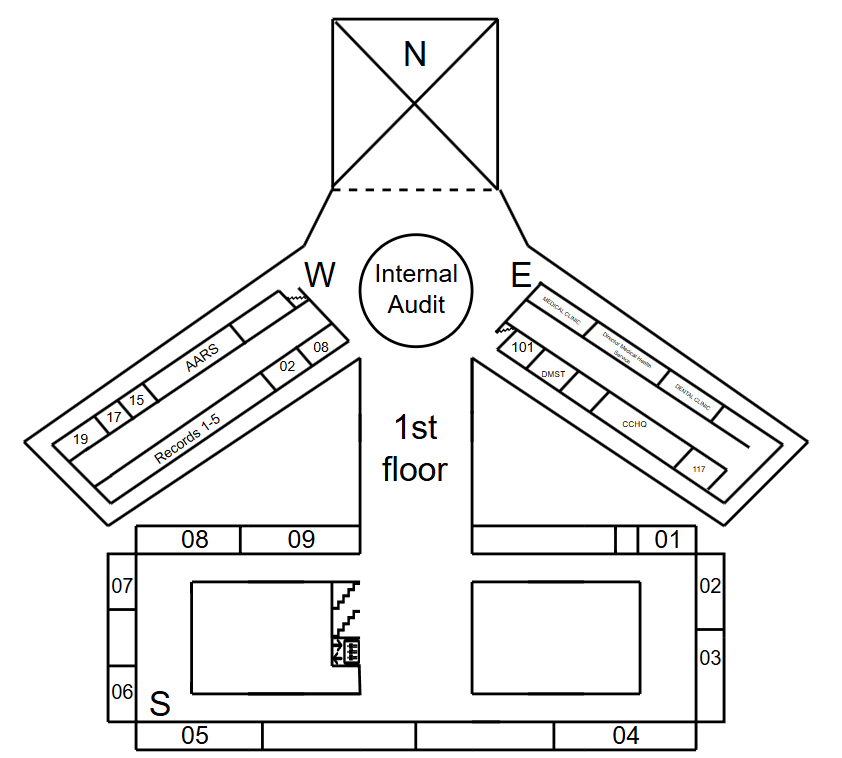 N
W
Internal
Audit
E
MEDICAL CLINIC
Director Medical Health
Service
DENTAL CLINIC
101
DMST
CCHQ
117
08
02
AARS
15
17
19
Records 1-5
1st
floor
08
09
01
07
02
03
06
S
05
04